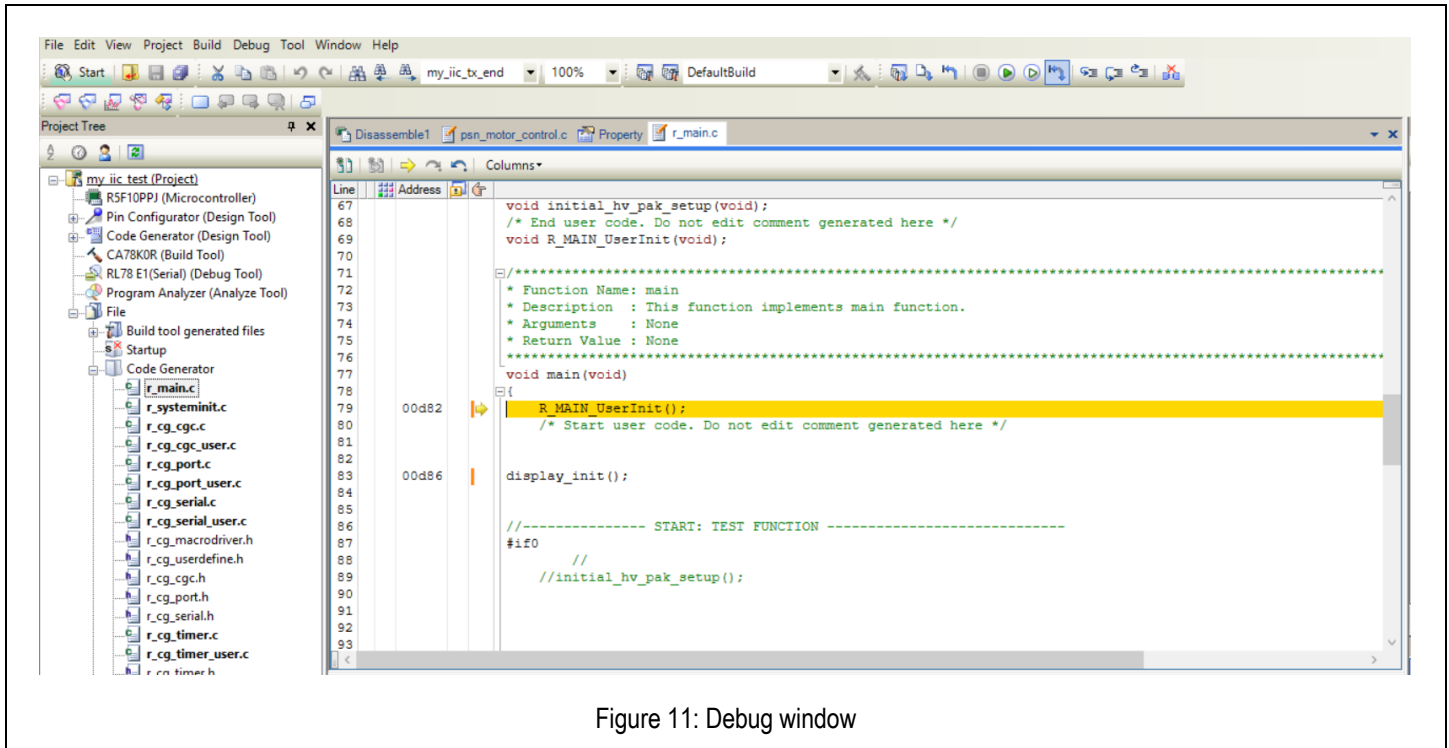 File Edit View Project Build Debug Tool Window Help
Start my_iic_tx_end 100% DefaultBuild
Project Tree
my_iic_test (Project)
R5F10PPJ (Microcontroller)
Pin Configurator (Design Tool)
Code Generator (Design Tool)
CA78K0R (Build Tool)
RL78 E1(Serial) (Debug Tool)
Program Analyzer (Analyze Tool)
File
Build tool generated files
Startup
Code Generator
r_main.c
r_systeminit.c
r_cg_cgc.c
r_cg_cgc_user.c
r_cg_port.c
r_cg_port_user.c
r_cg_serial.c
r_cg_serial_user.c
r_cg_macrodriver.h
r_cg_userdefine.h
r_cg_cgc.h
r_cg_port.h
r_cg_serial.h
r_cg_timer.c
r_cg_timer_user.c
r_cg_timer.h
Disassemble1 psn_motor_control.c Property r_main.c
Columns
Line Address
67 void initial_hv_pak_setup(void);
68 /* End user code. Do not edit comment generated here */
69 void R_MAIN_UserInit(void);
70
71 /***********************************************************************************************************
72 * Function Name: main
73 * Description : This function implements main function.
74 * Arguments : None
75 * Return Value : None
76 ************************************************************************************************************
77 void main(void)
78 {
79 00d82 R_MAIN_UserInit();
80 /* Start user code. Do not edit comment generated here */
81
82
83 00d86 display_init();
84
85
86 //--------------- START: TEST FUNCTION -----------------------------
87 #if0
88 //
89 //initial_hv_pak_setup();
90
91
92
93
Figure 11: Debug window